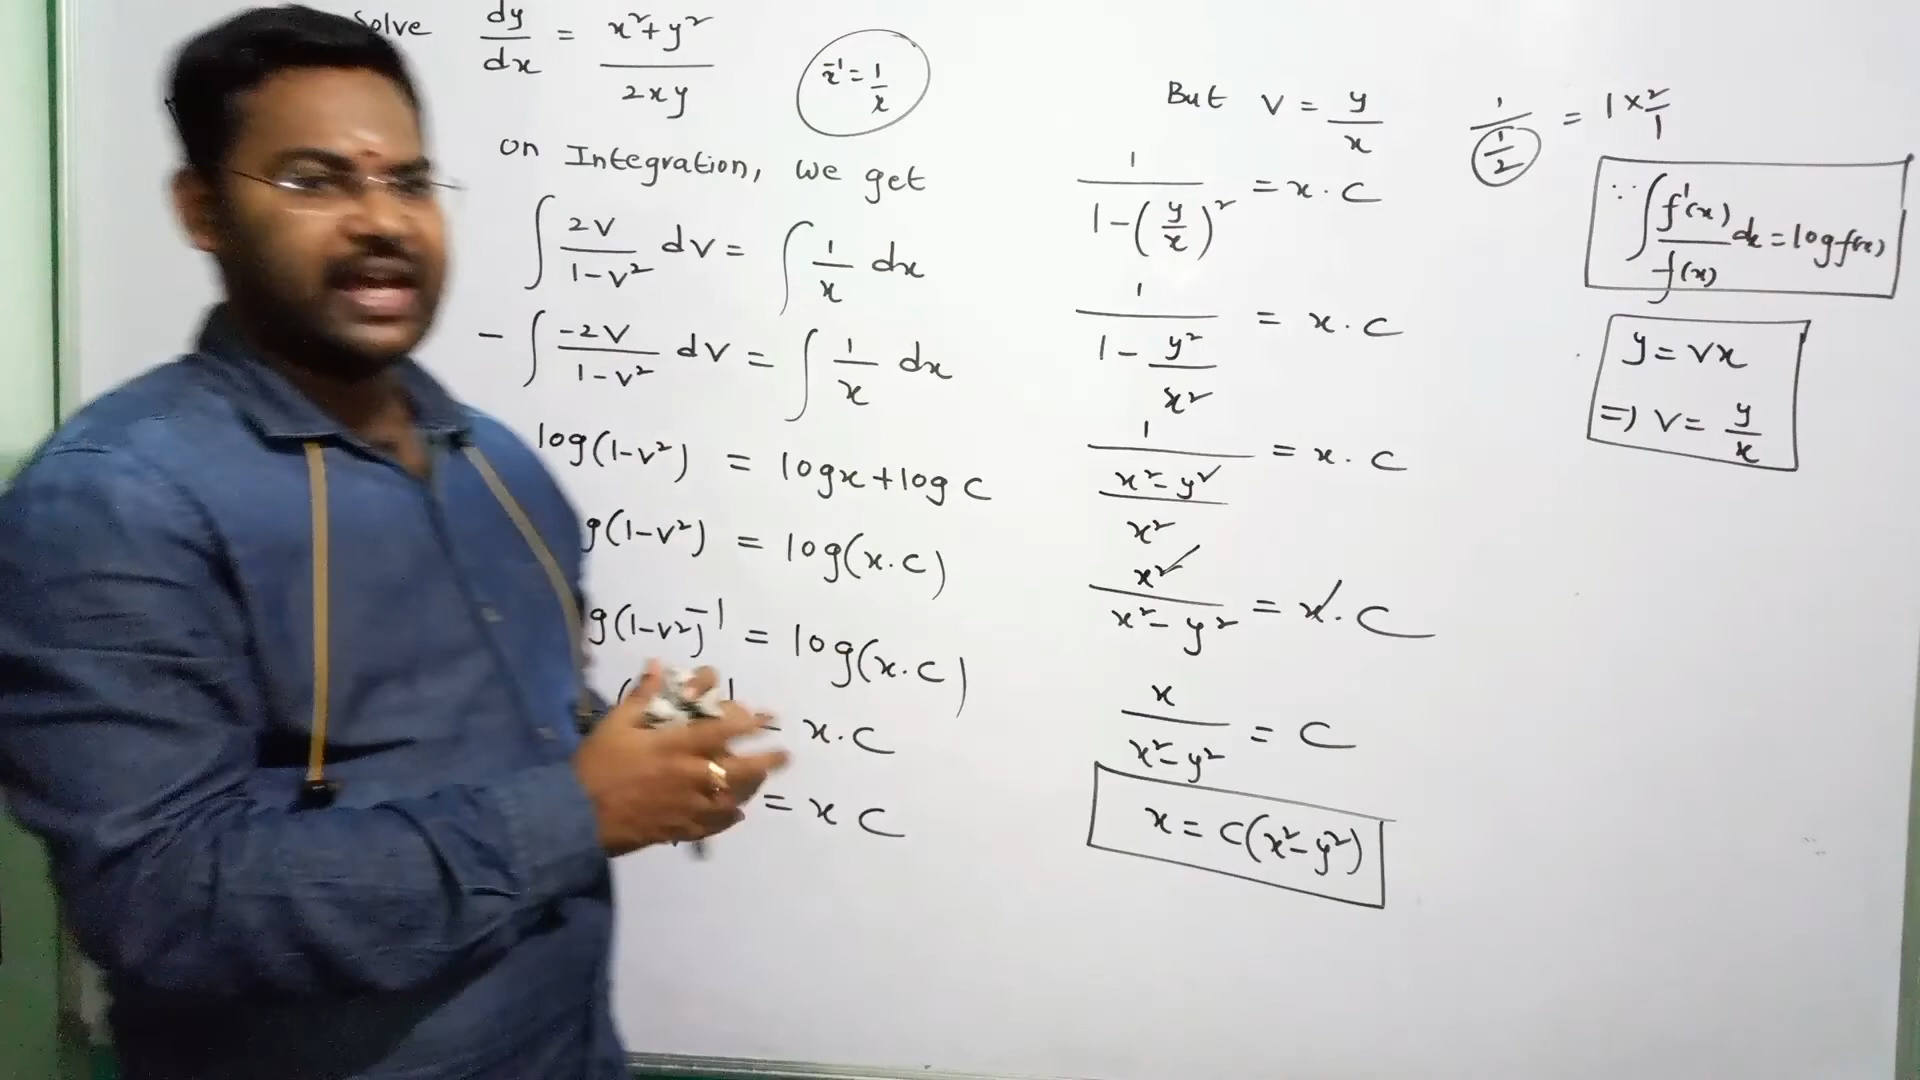 Solve dy/dx = x²+y² / 2xy
x⁻¹ = 1/x
on Integration, we get
∫ 2v/1-v² dv = ∫ 1/x dx
- ∫ -2v/1-v² dv = ∫ 1/x dx
log(1-v²) = logx+log c
g(1-v²) = log(x.c)
g(1-v²)⁻¹ = log(x.c)
= x.c
= x c
But v = y/x
1/1-(y/x)² = x.c
1/1-y²/x² = x.c
1/x²-y²/x² = x.c
x²/x²-y² = x.c
x/x²-y² = c
x = c(x²-y²)
1/1/2 = 1×2/1
∵ ∫ f'(x)/f(x) dx = log f(x)
y = vx
⇒ v = y/x